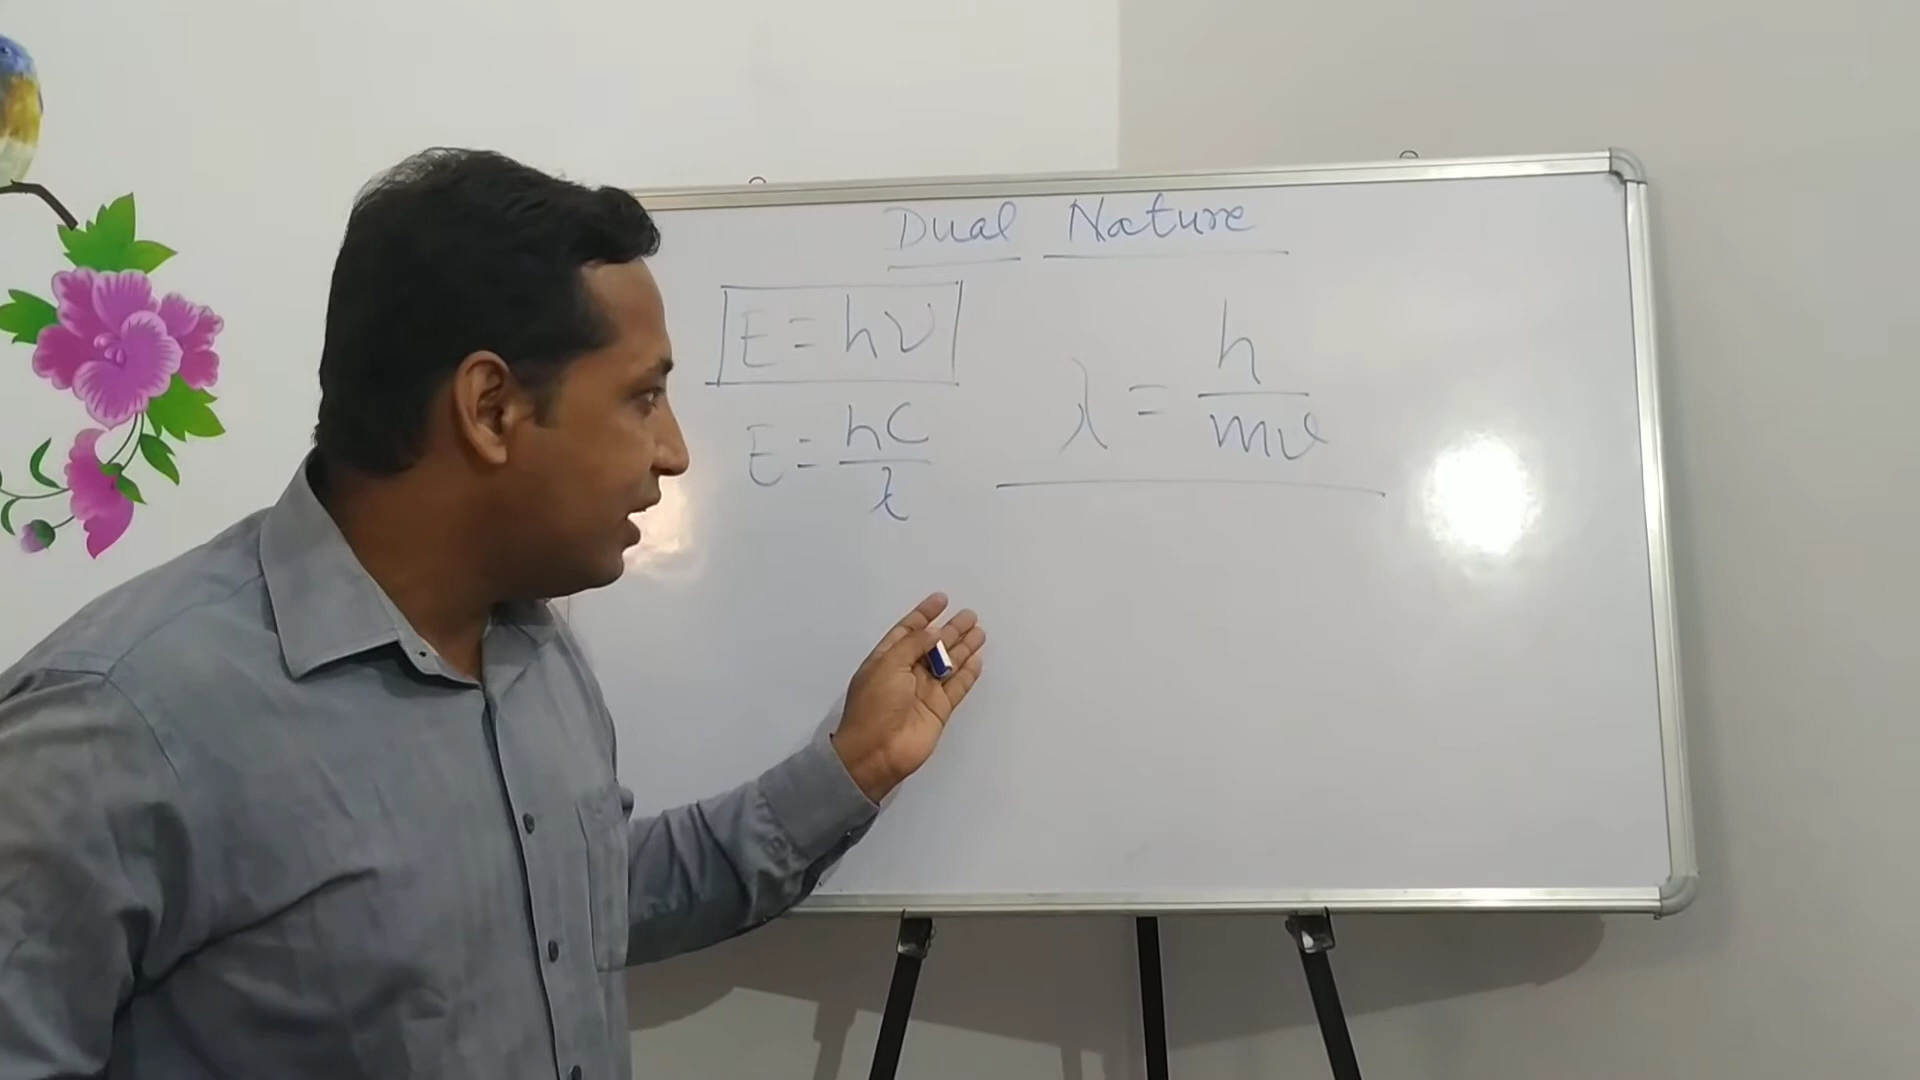 Dual Nature
E = hν
E = hc/λ
λ = h/mv